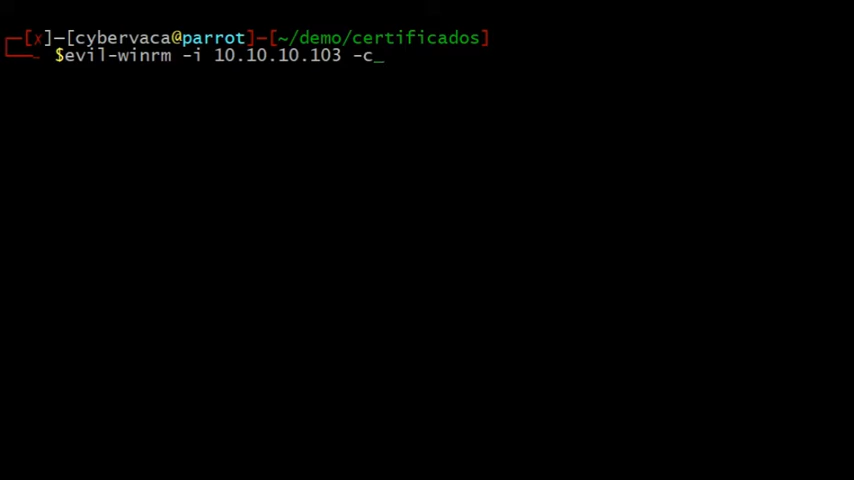 ┌─[✗]─[cybervaca@parrot]─[~/demo/certificados]
└──╼ $evil-winrm -i 10.10.10.103 -c_